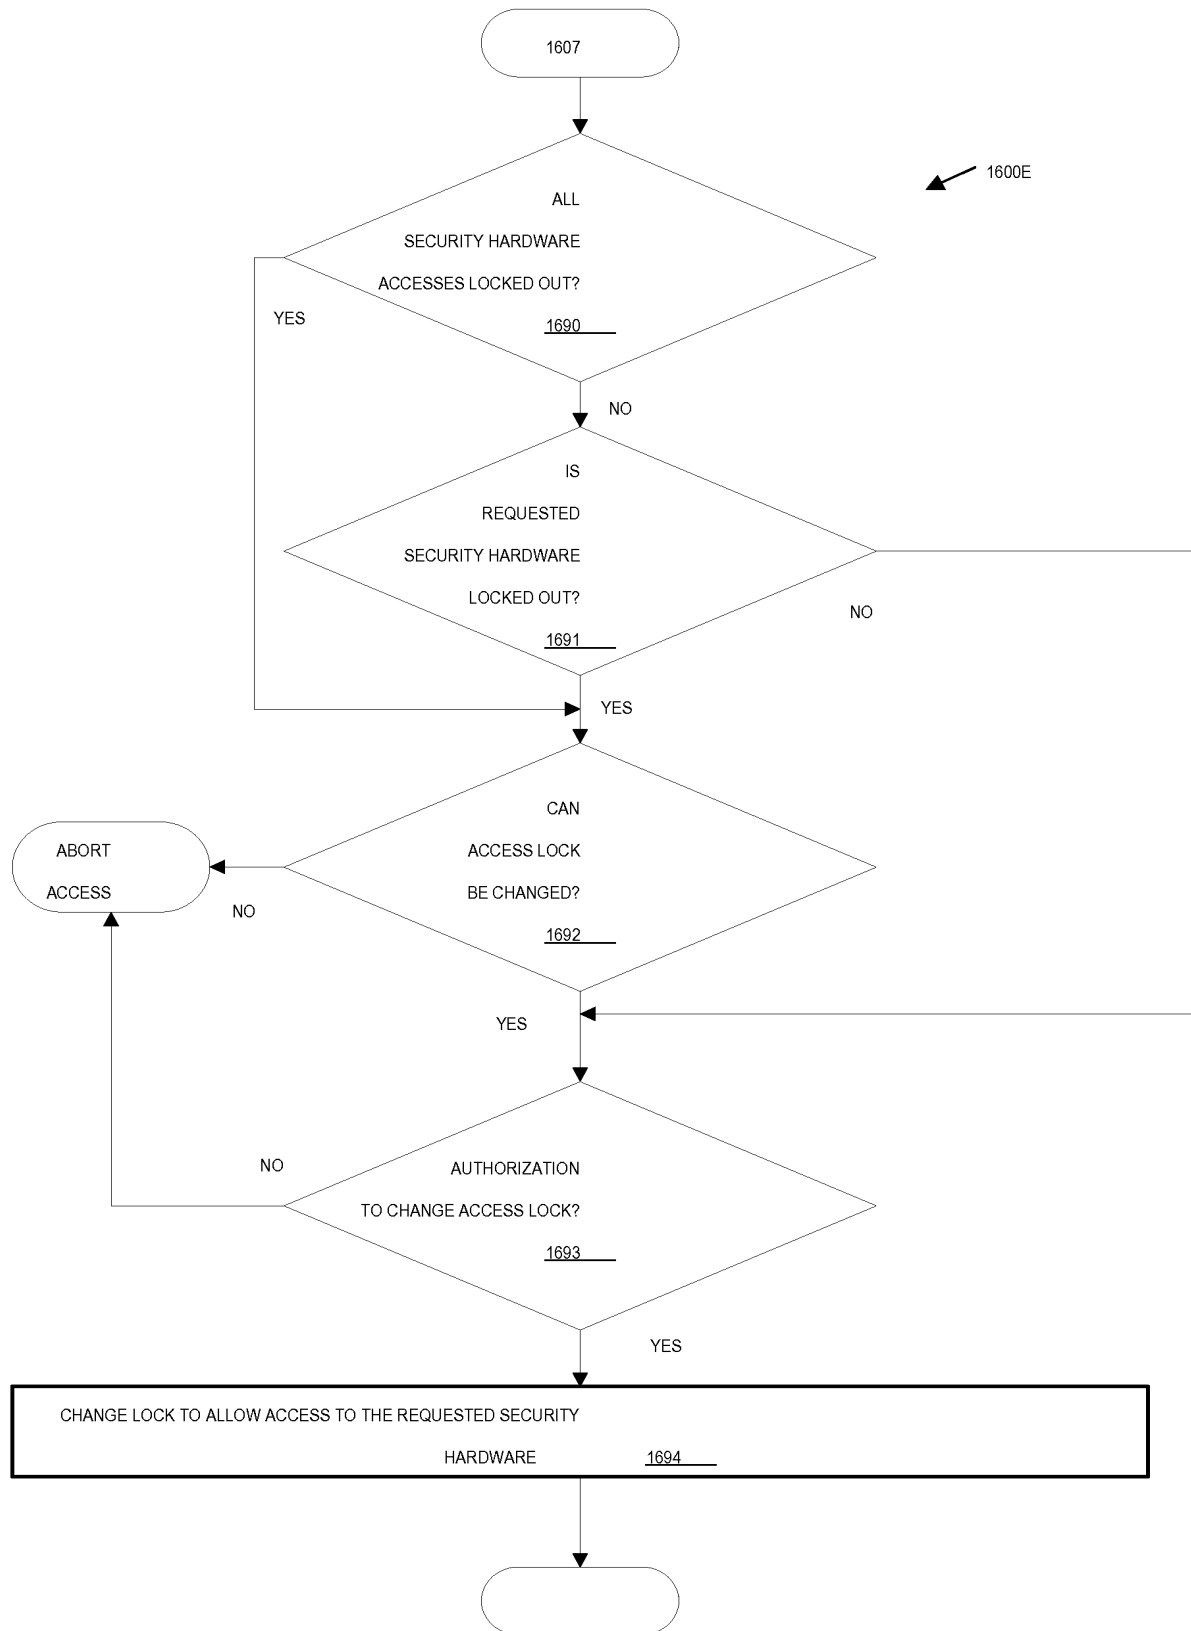 1607
1600E
ALL
SECURITY HARDWARE
ACCESSES LOCKED OUT?
YES
1690
NO
IS
REQUESTED
SECURITY HARDWARE
LOCKED OUT?
NO
1691
YES
CAN
ACCESS LOCK
BE CHANGED?
1692
ABORT
ACCESS
NO
YES
NO
AUTHORIZATION
TO CHANGE ACCESS LOCK?
1693
YES
CHANGE LOCK TO ALLOW ACCESS TO THE REQUESTED SECURITY
HARDWARE 1694